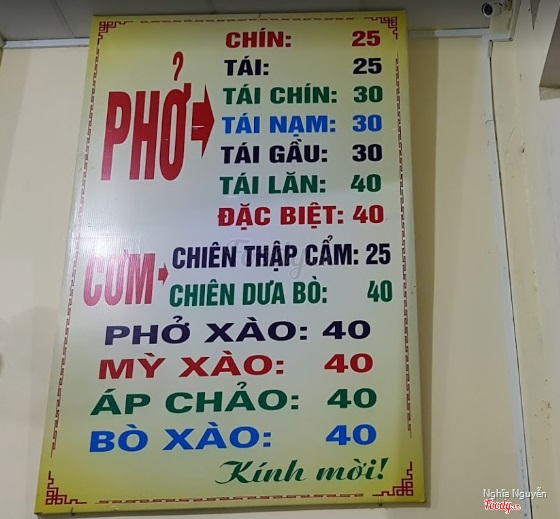 PHỞ
CHÍN: 25
TÁI: 25
TÁI CHÍN: 30
TÁI NẠM: 30
TÁI GẦU: 30
TÁI LĂN: 40
ĐẶC BIỆT: 40
CƠM
CHIÊN THẬP CẨM: 25
CHIÊN DƯA BÒ: 40
PHỞ XÀO: 40
MỲ XÀO: 40
ÁP CHẢO: 40
BÒ XÀO: 40
Kính mời!
Nghĩa Nguyễn
Foody.vn